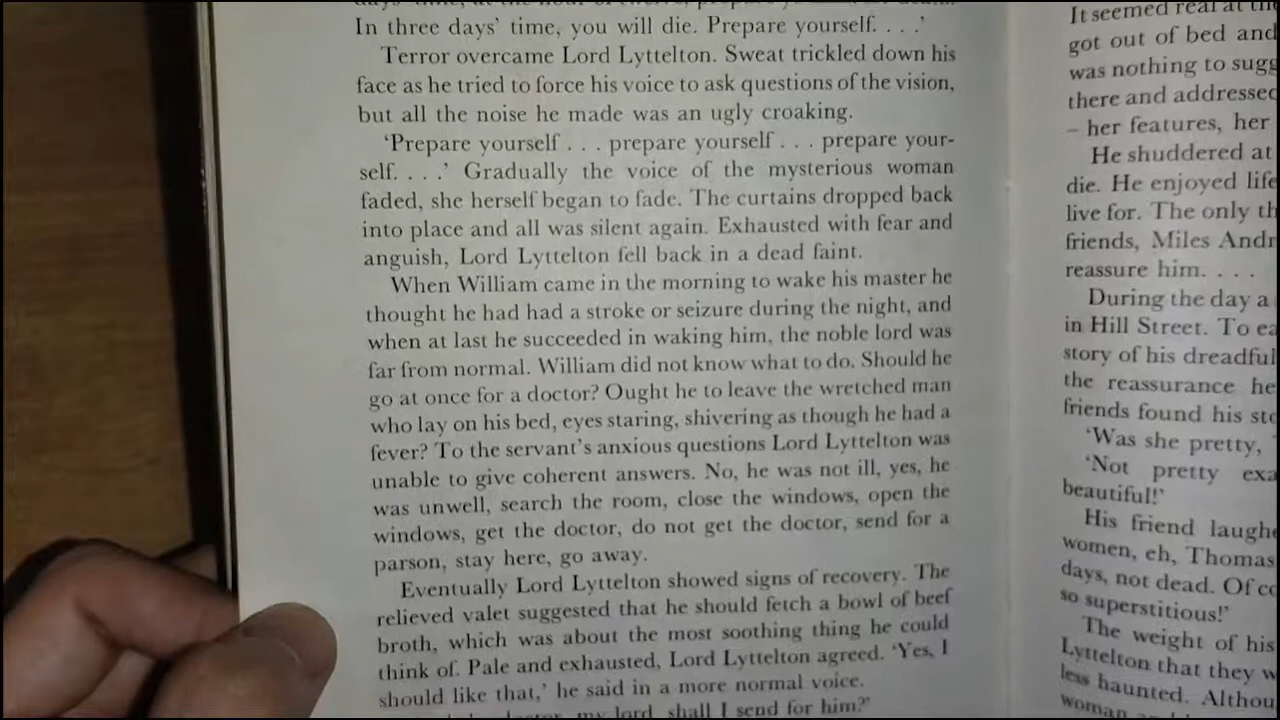 In three days' time, you will die. Prepare yourself. . . .'
Terror overcame Lord Lyttelton. Sweat trickled down his
face as he tried to force his voice to ask questions of the vision,
but all the noise he made was an ugly croaking.
'Prepare yourself . . . prepare yourself . . . prepare your-
self. . . .' Gradually the voice of the mysterious woman
faded, she herself began to fade. The curtains dropped back
into place and all was silent again. Exhausted with fear and
anguish, Lord Lyttelton fell back in a dead faint.
When William came in the morning to wake his master he
thought he had had a stroke or seizure during the night, and
when at last he succeeded in waking him, the noble lord was
far from normal. William did not know what to do. Should he
go at once for a doctor? Ought he to leave the wretched man
who lay on his bed, eyes staring, shivering as though he had a
fever? To the servant's anxious questions Lord Lyttelton was
unable to give coherent answers. No, he was not ill, yes, he
was unwell, search the room, close the windows, open the
windows, get the doctor, do not get the doctor, send for a
parson, stay here, go away.
Eventually Lord Lyttelton showed signs of recovery. The
relieved valet suggested that he should fetch a bowl of beef
broth, which was about the most soothing thing he could
think of. Pale and exhausted, Lord Lyttelton agreed. 'Yes, I
should like that,' he said in a more normal voice.
my lord, shall I send for him?'
It seemed real at
got out of bed and
was nothing to
there and addressed
– her features, her
He shuddered at
die. He enjoyed life
live for. The only
friends, Miles
reassure him. . . .
During the day a
in Hill Street. To
story of his dreadful
the reassurance he
friends found his
'Was she pretty,
'Not pretty
beautiful!'
His friend
women, eh, Thomas
days, not dead. Of
so superstitious!'
The weight of his
Lyttelton that they
less haunted.
woman